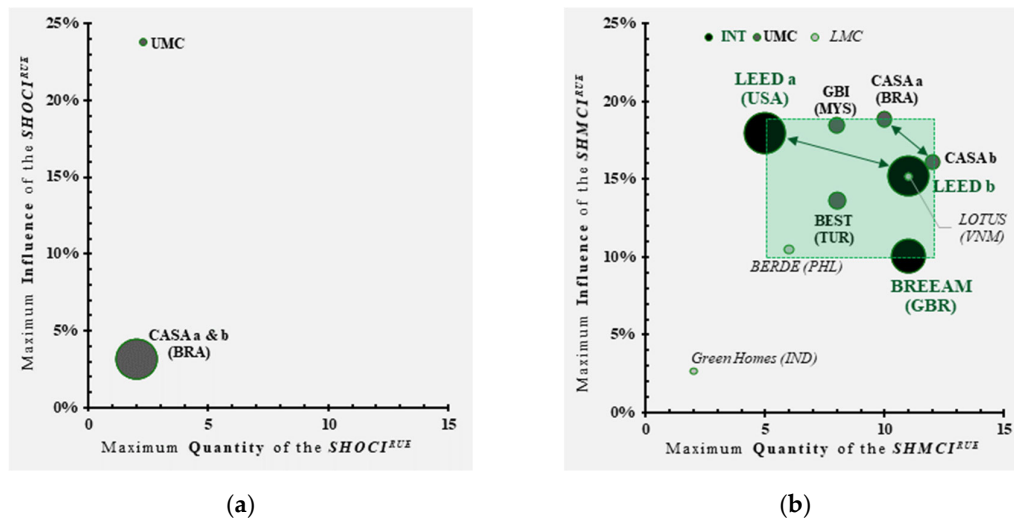 25%
20%
15%
10%
5%
0%
UMC
CASA a & b
(BRA)
0
5
10
15
Maximum Influence of the SHOCI^RUE
Maximum Quantity of the SHOCI^RUE
(a)
25%
20%
15%
10%
5%
0%
INT UMC LMC
LEED a
(USA)
GBI
(MYS)
CASA a
(BRA)
CASA b
LEED b
LOTUS
(VNM)
BEST
(TUR)
BERDE (PHL)
BREEAM
(GBR)
Green Homes (IND)
0
5
10
15
Maximum Influence of the SHMCI^RUE
Maximum Quantity of the SHMCI^RUE
(b)